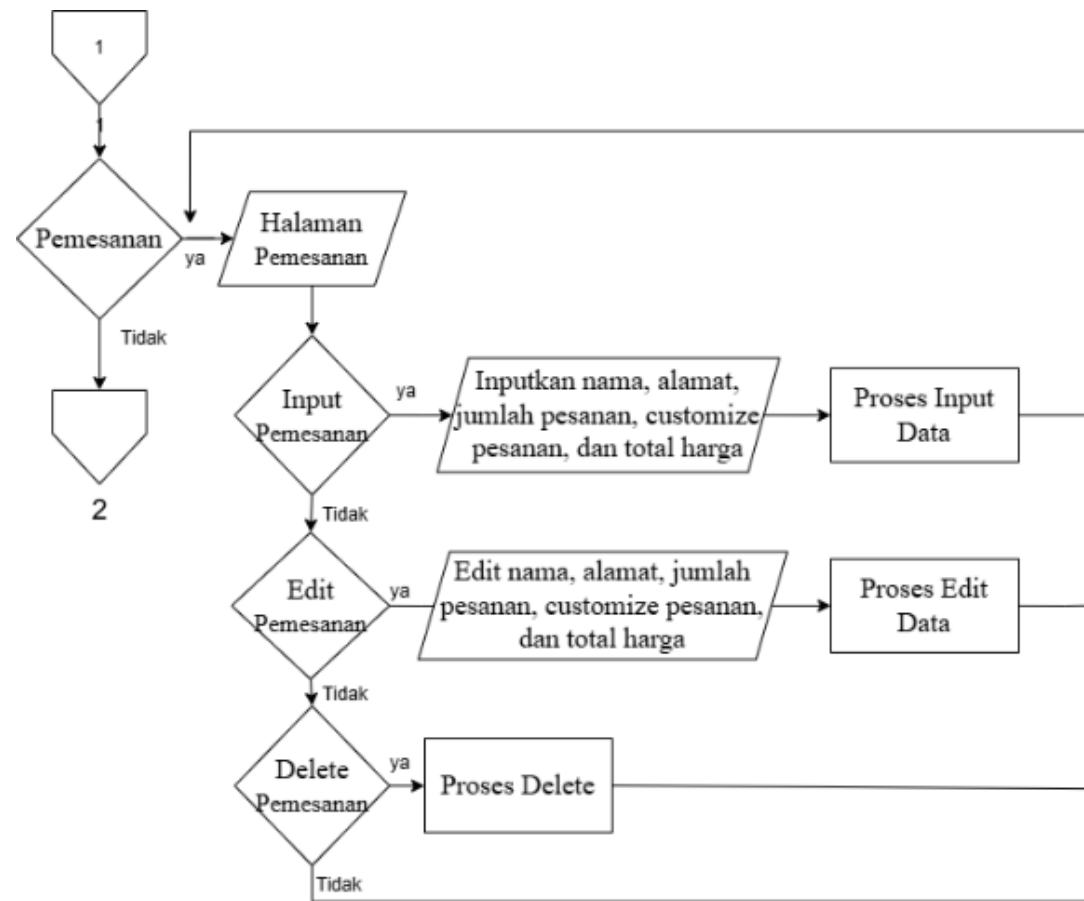 1
1
Pemesanan
ya
Halaman
Pemesanan
Tidak
2
Input
Pemesanan
ya
Inputkan nama, alamat,
jumlah pesanan, customize
pesanan, dan total harga
Proses Input
Data
Tidak
Edit
Pemesanan
ya
Edit nama, alamat, jumlah
pesanan, customize pesanan,
dan total harga
Proses Edit
Data
Tidak
Delete
Pemesanan
ya
Proses Delete
Tidak